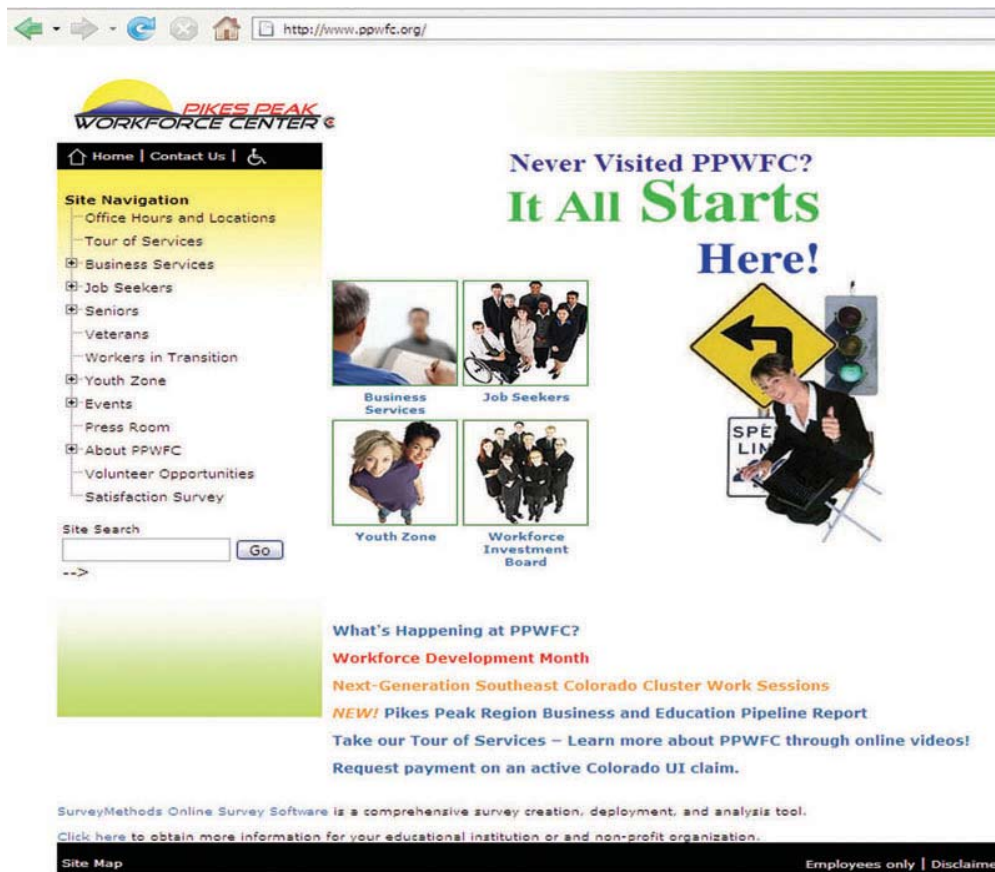 http://www.ppwfc.org/
PIKES PEAK
WORKFORCE CENTER
Home | Contact Us |
Never Visited PPWFC?
It All Starts
Here!
Site Navigation
Office Hours and Locations
Tour of Services
Business Services
Job Seekers
Seniors
Veterans
Workers in Transition
Youth Zone
Events
Press Room
About PPWFC
Volunteer Opportunities
Satisfaction Survey
Site Search
Go
-->
Business
Services
Job Seekers
Youth Zone
Workforce
Investment
Board
SPE
LIM
What's Happening at PPWFC?
Workforce Development Month
Next-Generation Southeast Colorado Cluster Work Sessions
NEW! Pikes Peak Region Business and Education Pipeline Report
Take our Tour of Services – Learn more about PPWFC through online videos!
Request payment on an active Colorado UI claim.
SurveyMethods Online Survey Software is a comprehensive survey creation, deployment, and analysis tool.
Click here to obtain more information for your educational institution or and non-profit organization.
Site Map
Employees only | Disclaime